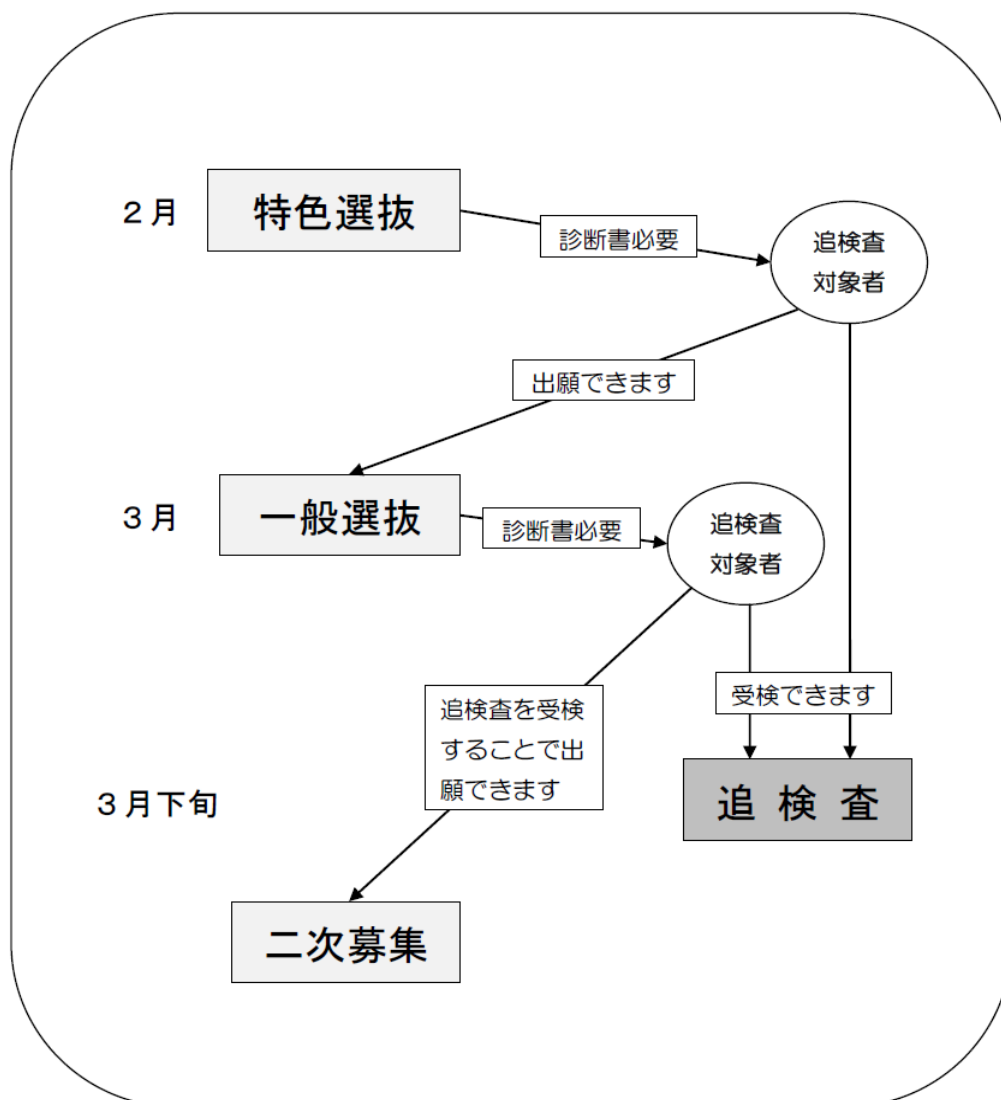 2月
特色選抜
診断書必要
追検査
対象者
出願できます
3月
一般選抜
診断書必要
追検査
対象者
受検できます
追検査を受検
することで出
願できます
3月下旬
追 検 査
二次募集